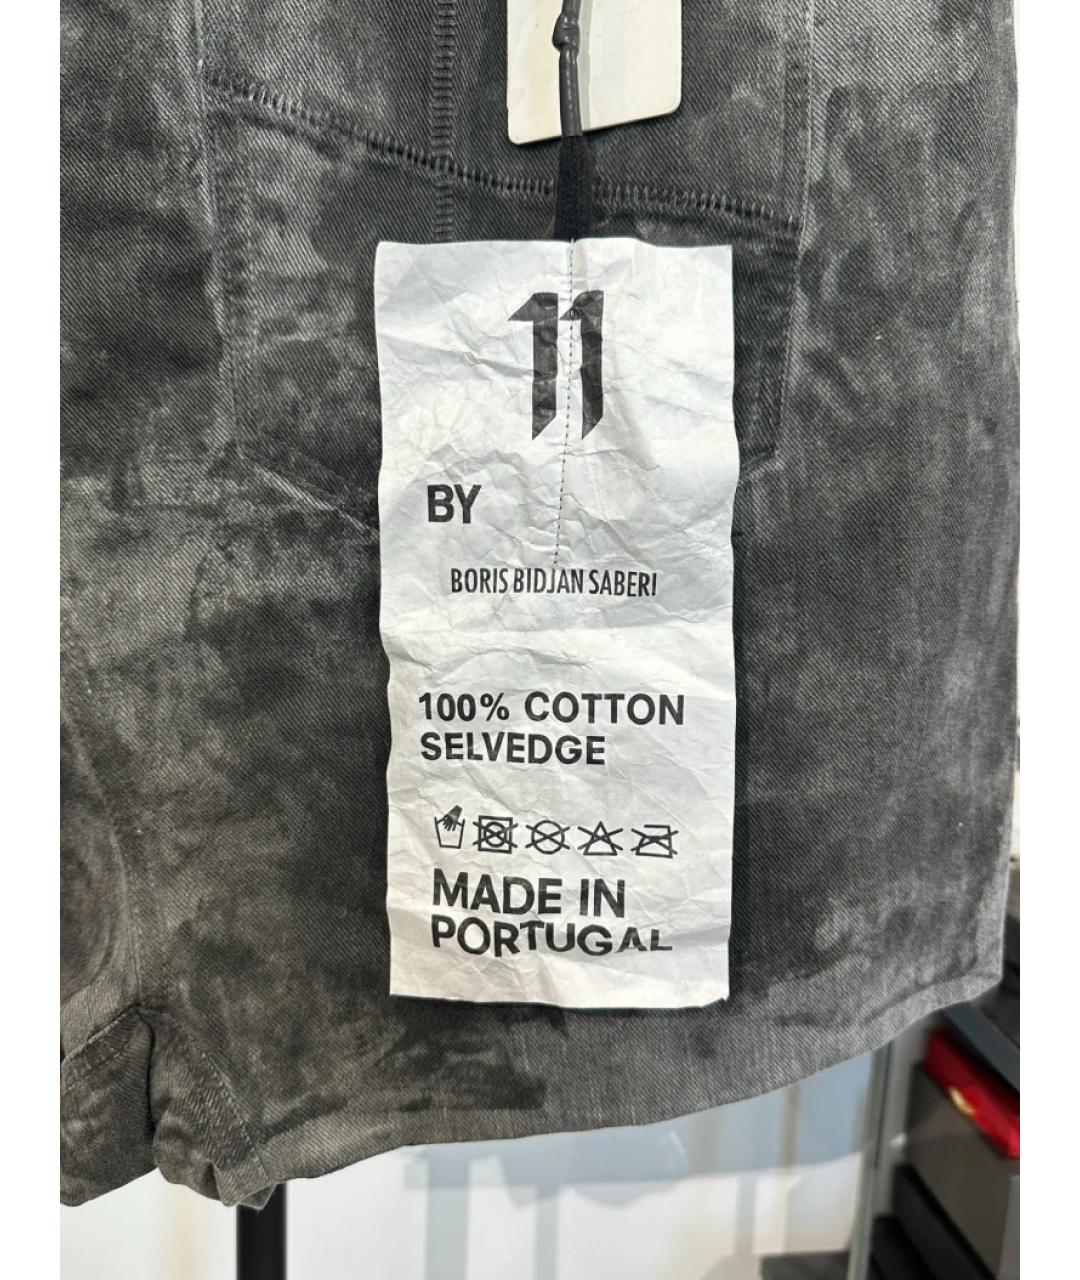 11
BY
BORIS BIDJAN SABERI
100% COTTON
SELVEDGE
MADE IN
PORTUGAL